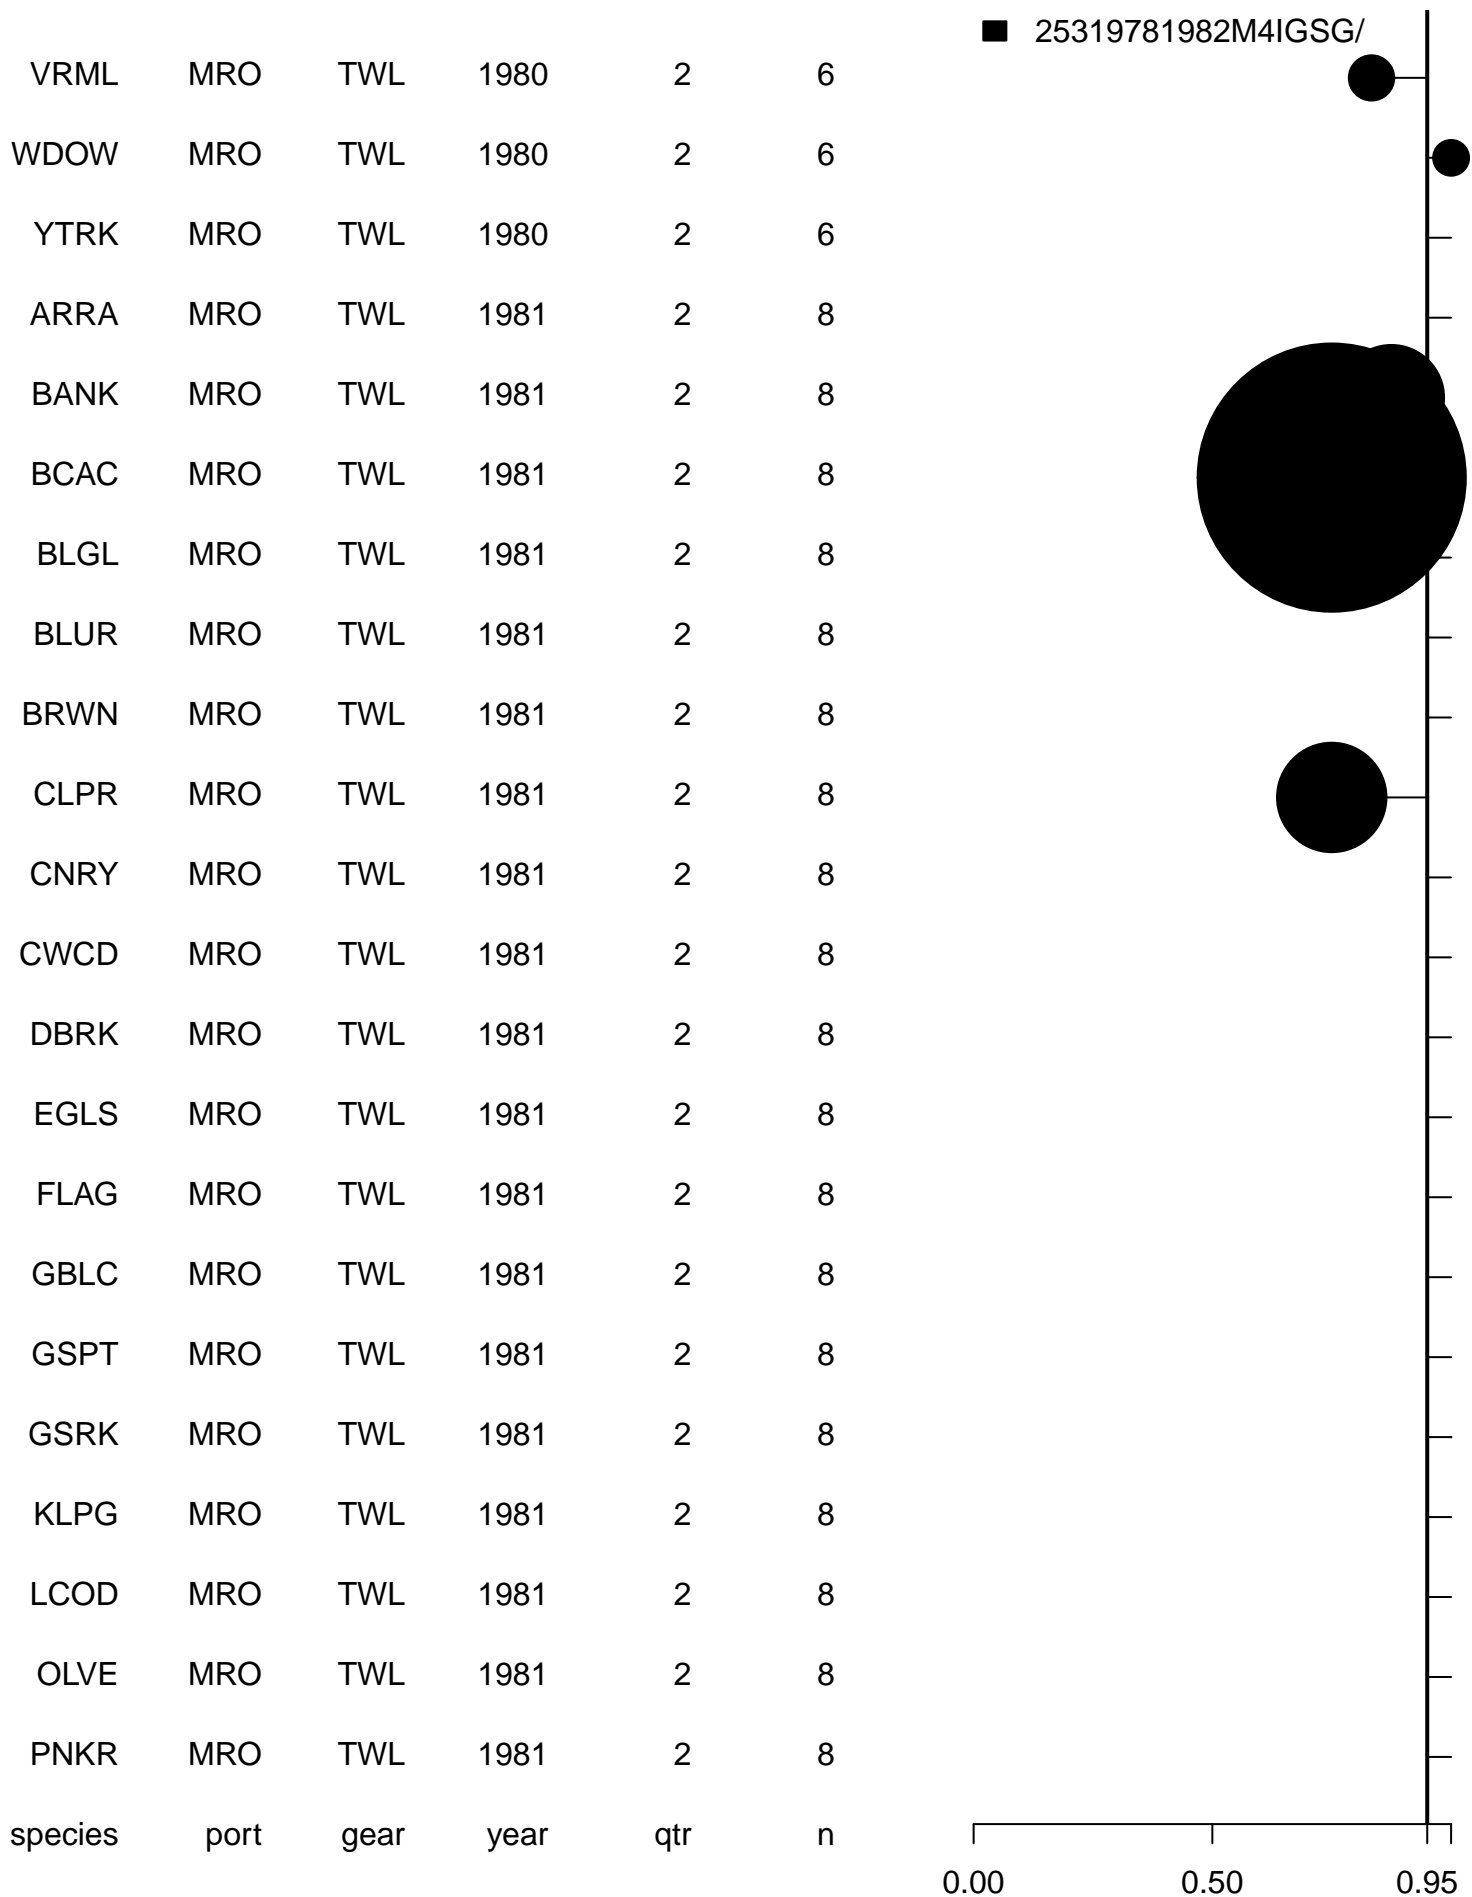 25319781982M4IGSG/
VRML MRO TWL 1980 2 6
WDOW MRO TWL 1980 2 6
YTRK MRO TWL 1980 2 6
ARRA MRO TWL 1981 2 8
BANK MRO TWL 1981 2 8
BCAC MRO TWL 1981 2 8
BLGL MRO TWL 1981 2 8
BLUR MRO TWL 1981 2 8
BRWN MRO TWL 1981 2 8
CLPR MRO TWL 1981 2 8
CNRY MRO TWL 1981 2 8
CWCD MRO TWL 1981 2 8
DBRK MRO TWL 1981 2 8
EGLS MRO TWL 1981 2 8
FLAG MRO TWL 1981 2 8
GBLC MRO TWL 1981 2 8
GSPT MRO TWL 1981 2 8
GSRK MRO TWL 1981 2 8
KLPG MRO TWL 1981 2 8
LCOD MRO TWL 1981 2 8
OLVE MRO TWL 1981 2 8
PNKR MRO TWL 1981 2 8
species port gear year qtr n
0.00 0.50 0.95